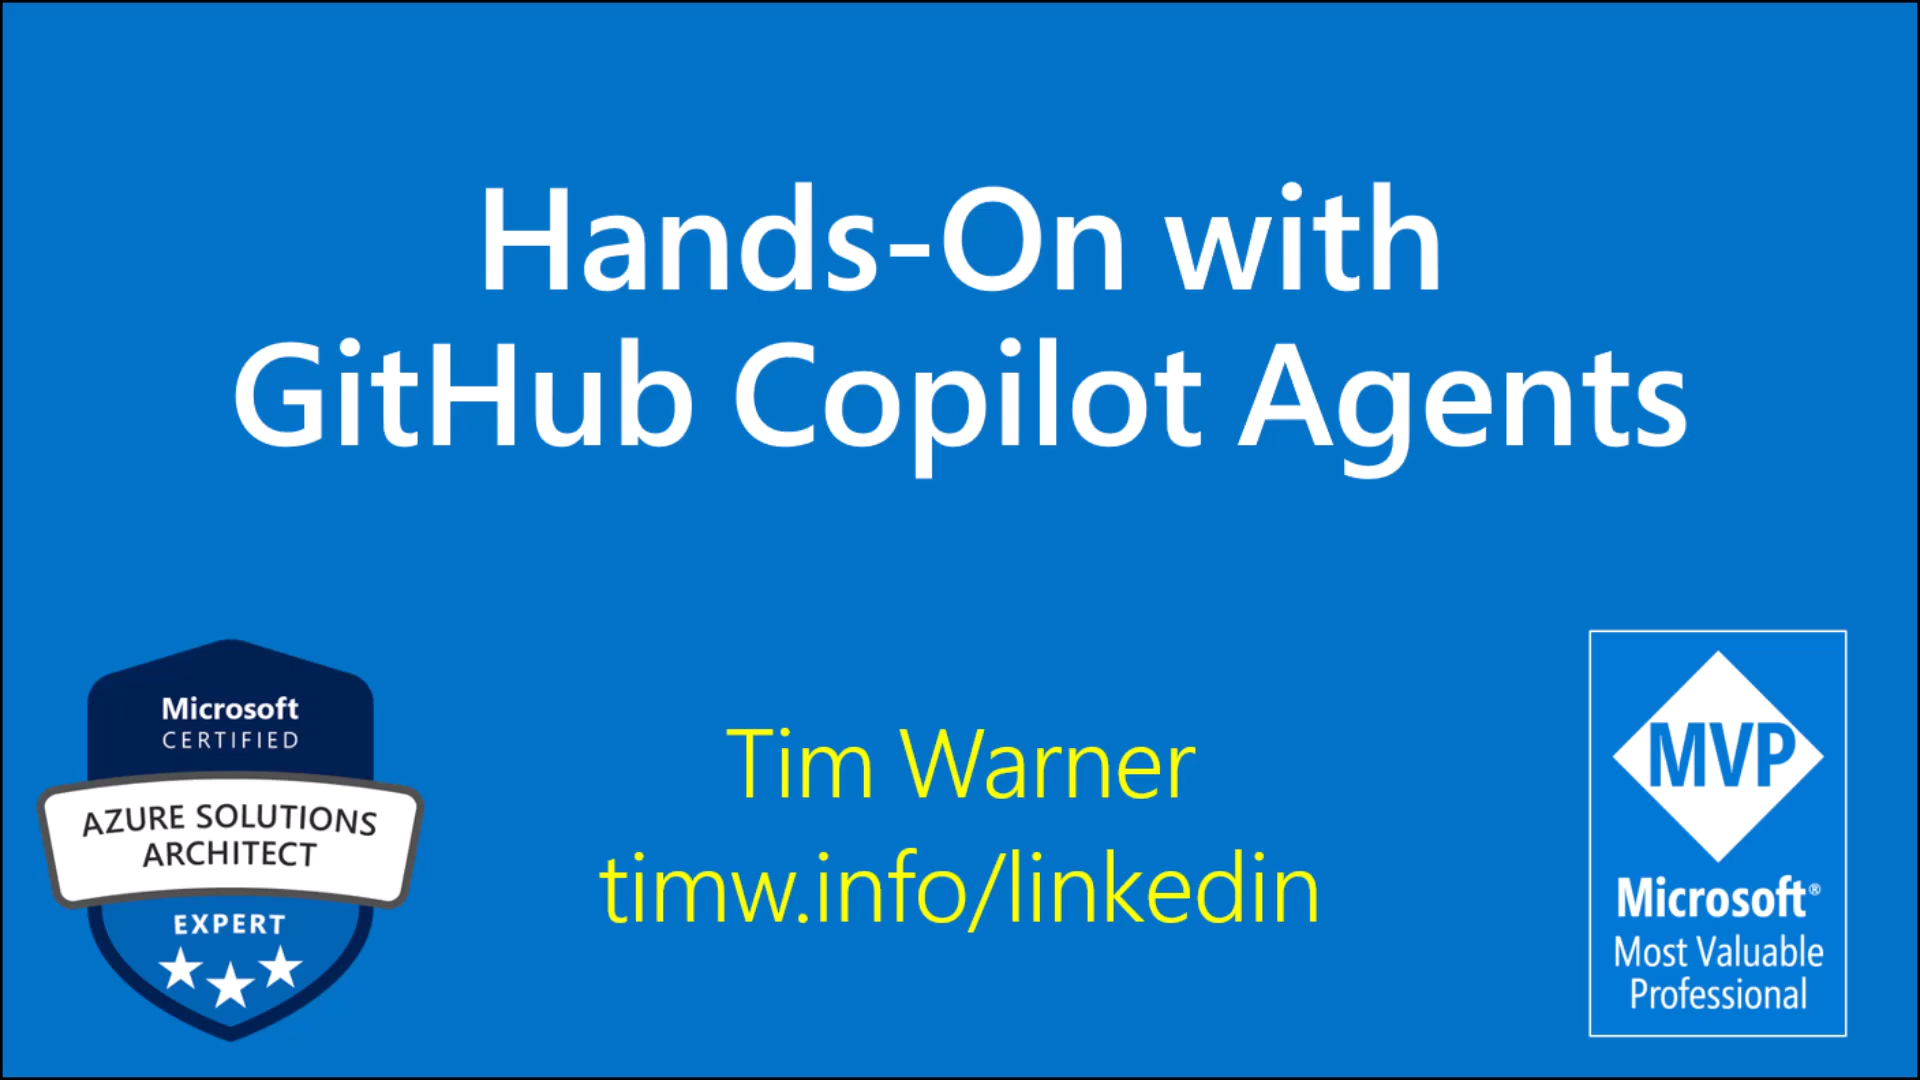 Hands-On with
GitHub Copilot Agents
Microsoft
CERTIFIED
AZURE SOLUTIONS
ARCHITECT
EXPERT
Tim Warner
timw.info/linkedin
MVP
Microsoft®
Most Valuable
Professional